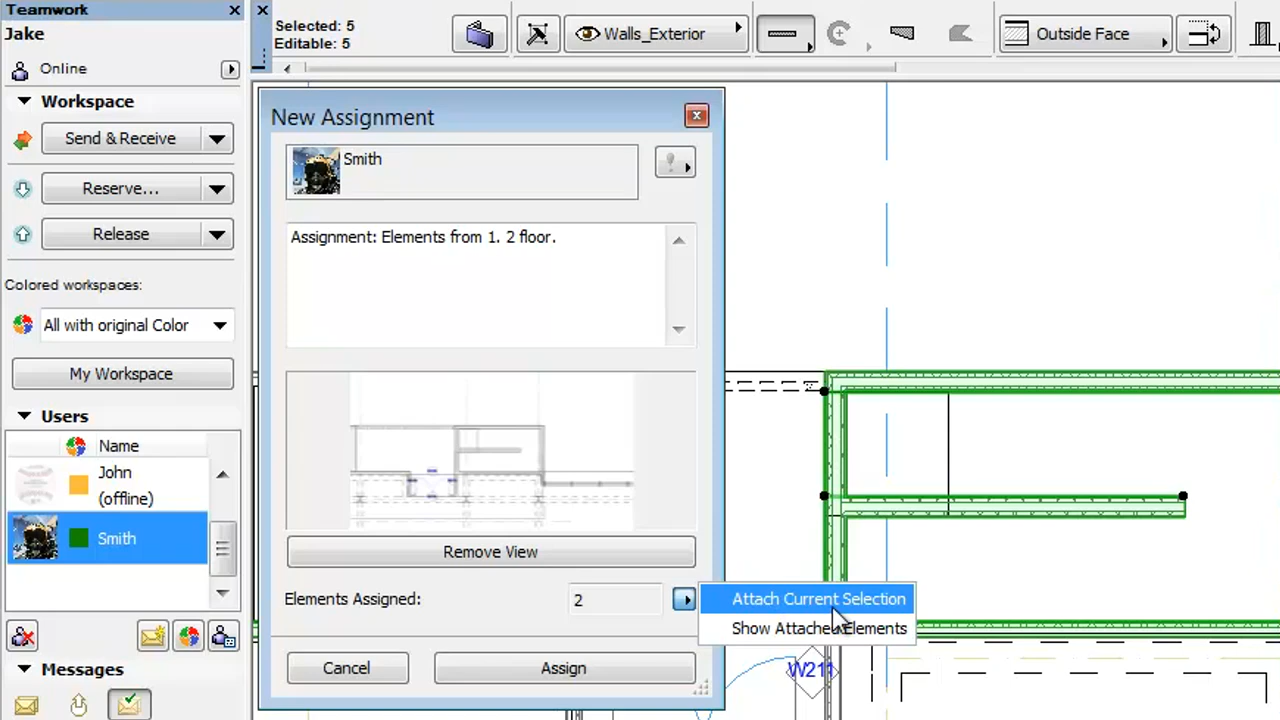 Teamwork
Jake
Online
Workspace
Send & Receive
Reserve...
Release
Colored workspaces:
All with original Color
My Workspace
Users
Name
John
(offline)
Smith
Messages
Selected: 5
Editable: 5
Walls_Exterior
Outside Face
New Assignment
Smith
Assignment: Elements from 1. 2 floor.
Remove View
Elements Assigned:
2
Attach Current Selection
Show Attached Elements
Cancel
Assign
W211